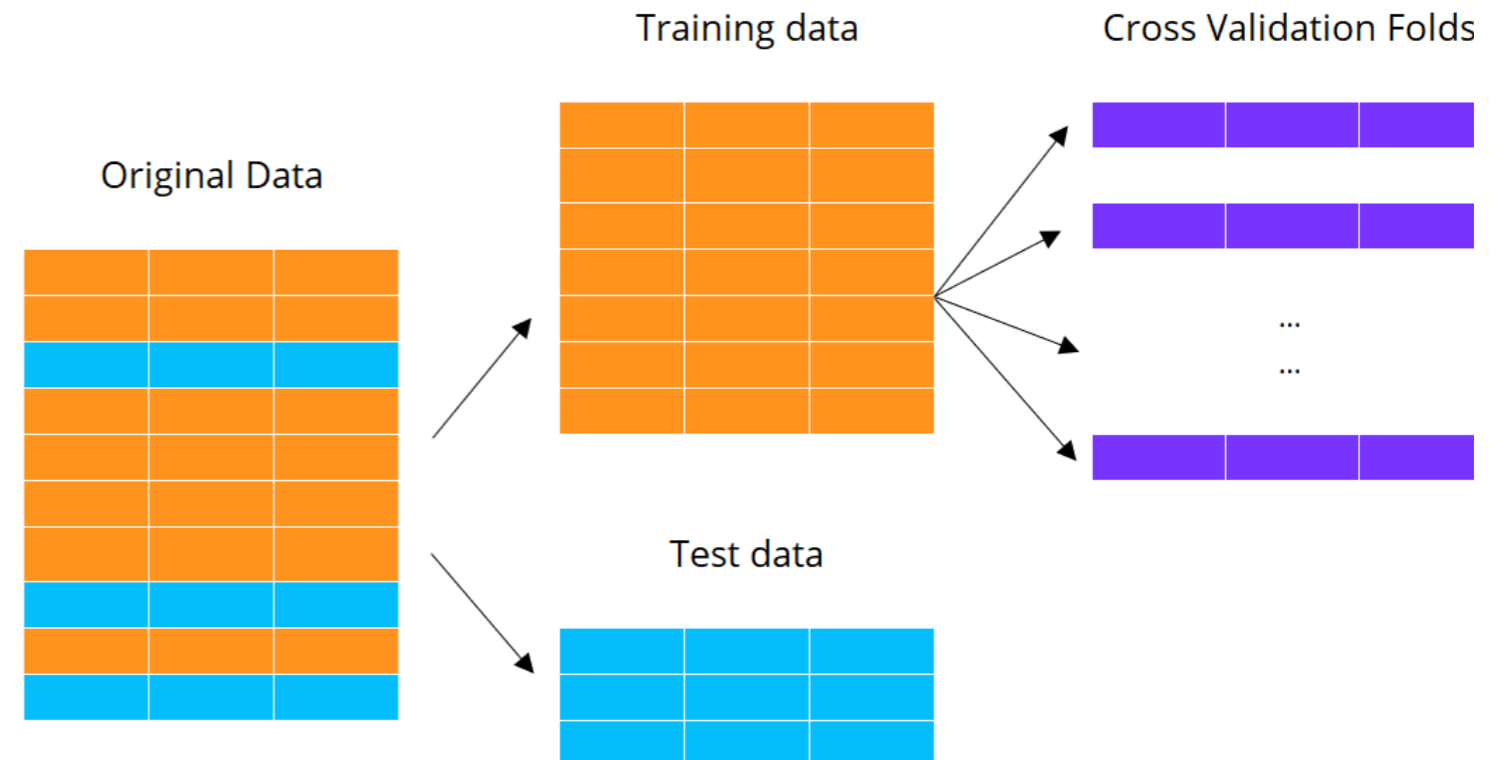 Training data
Cross Validation Folds
Original Data
...
...
Test data